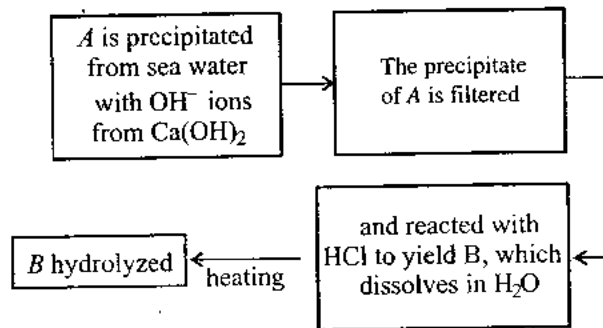 A is precipitated
from sea water
with OH⁻ ions
from Ca(OH)₂
The precipitate
of A is filtered
and reacted with
HCl to yield B, which
dissolves in H₂O
B hydrolyzed
heating